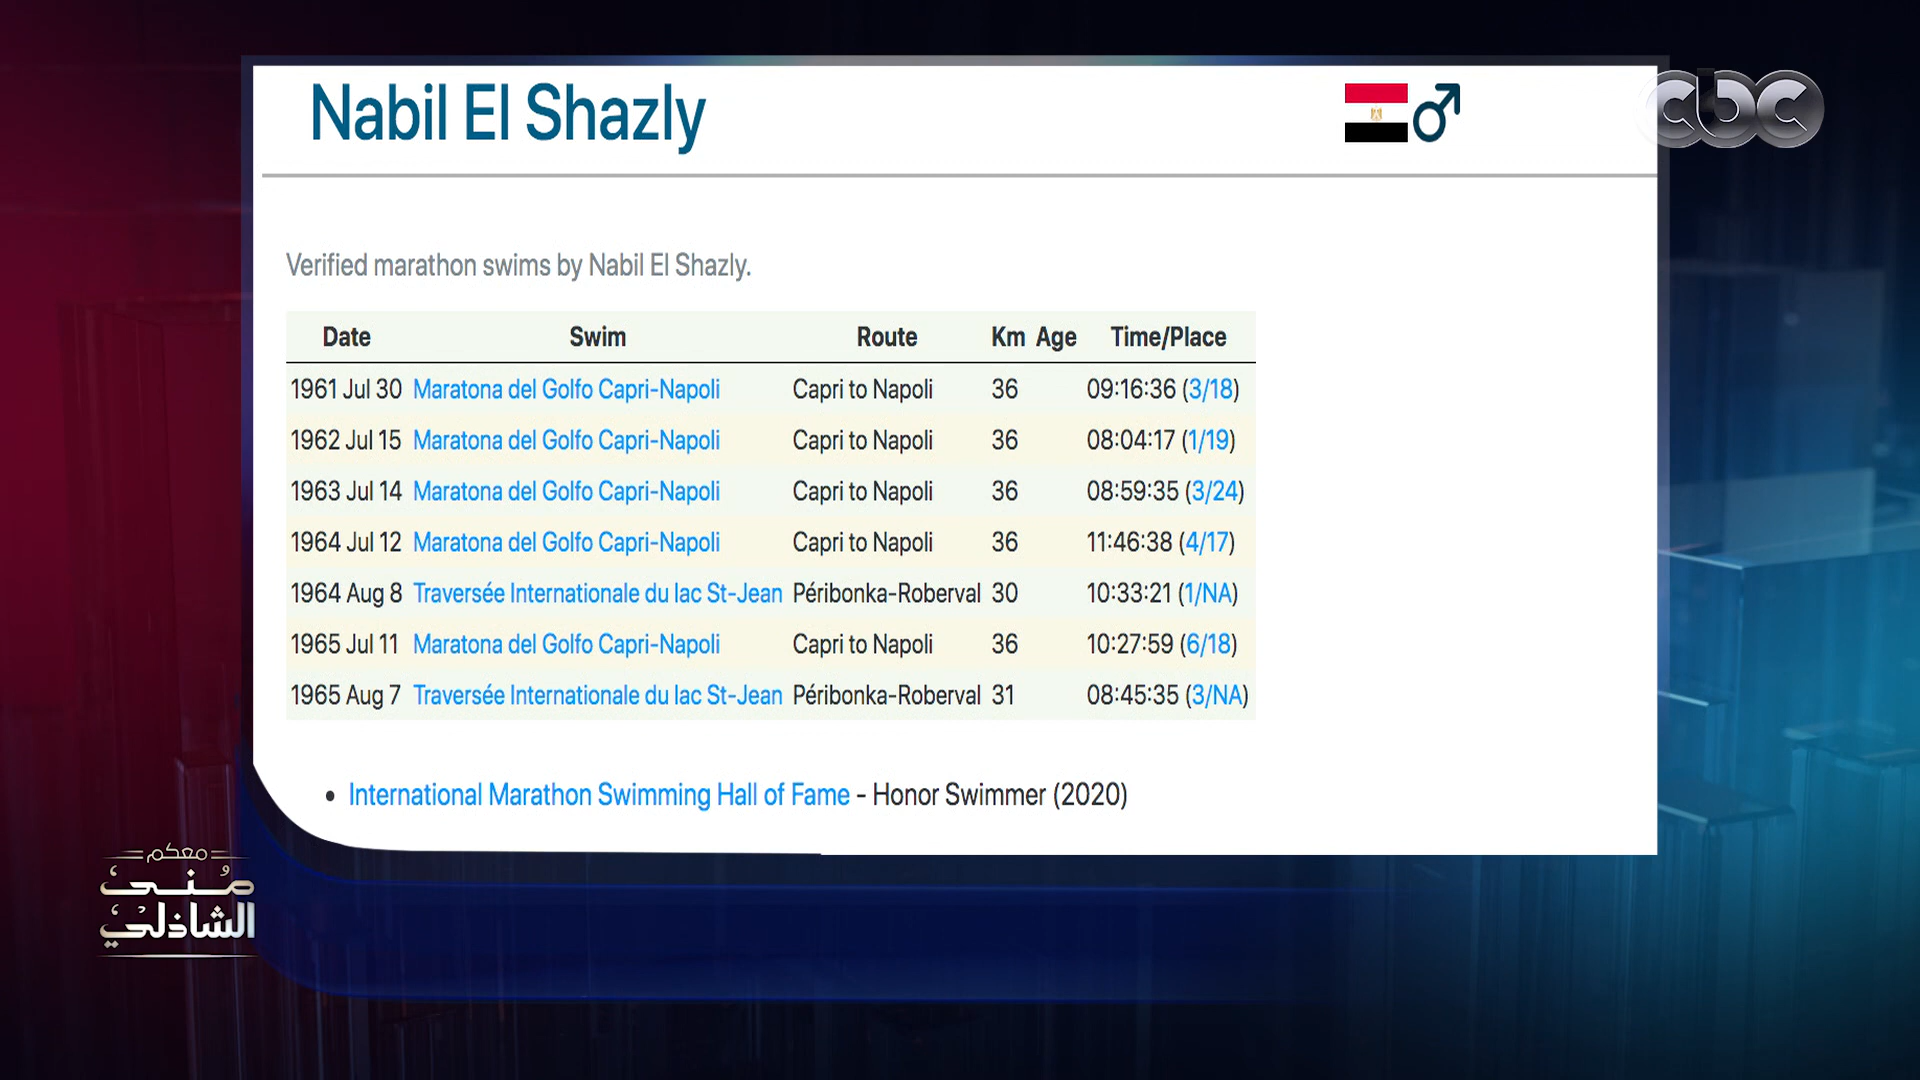 Nabil El Shazly
cbc
Verified marathon swims by Nabil El Shazly.
Date Swim Route Km Age Time/Place
1961 Jul 30 Maratona del Golfo Capri-Napoli Capri to Napoli 36 09:16:36 (3/18)
1962 Jul 15 Maratona del Golfo Capri-Napoli Capri to Napoli 36 08:04:17 (1/19)
1963 Jul 14 Maratona del Golfo Capri-Napoli Capri to Napoli 36 08:59:35 (3/24)
1964 Jul 12 Maratona del Golfo Capri-Napoli Capri to Napoli 36 11:46:38 (4/17)
1964 Aug 8 Traversée Internationale du lac St-Jean Péribonka-Roberval 30 10:33:21 (1/NA)
1965 Jul 11 Maratona del Golfo Capri-Napoli Capri to Napoli 36 10:27:59 (6/18)
1965 Aug 7 Traversée Internationale du lac St-Jean Péribonka-Roberval 31 08:45:35 (3/NA)
• International Marathon Swimming Hall of Fame - Honor Swimmer (2020)
معكم
مُنى
الشاذلي